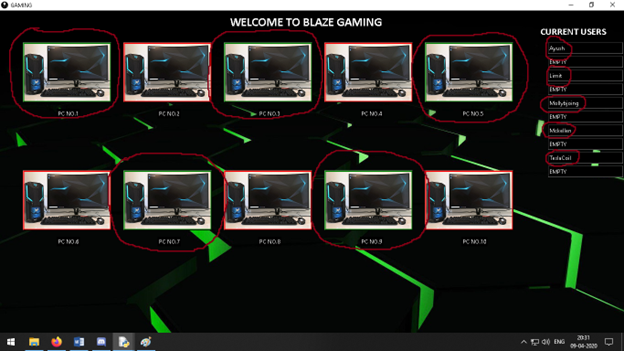 GAMING
WELCOME TO BLAZE GAMING
CURRENT USERS
Ayush
EMPTY
Limit
EMPTY
Mollybjoing
EMPTY
Mckellen
EMPTY
TeslaCoil
EMPTY
PC NO.1
PC NO.2
PC NO.3
PC NO.4
PC NO.5
PC NO.6
PC NO.7
PC NO.8
PC NO.9
PC NO.10
ENG
20:31
09-04-2020